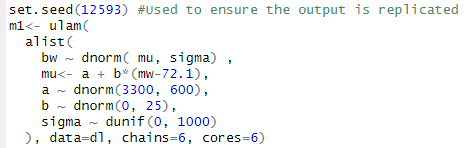 set.seed(12593) #Used to ensure the output is replicated
m1<- ulam(
alist(
bw ~ dnorm( mu, sigma) ,
mu<- a + b*(mw-72.1),
a ~ dnorm(3300, 600),
b ~ dnorm(0, 25),
sigma ~ dunif(0, 1000)
), data=dl, chains=6, cores=6)